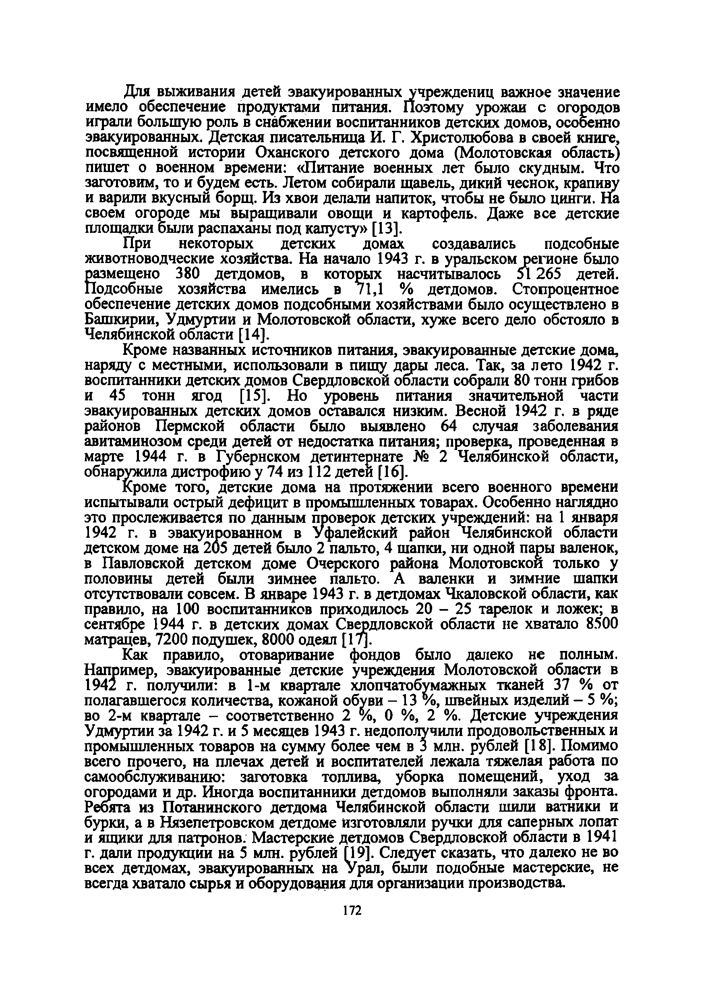 Для выживания детей эвакуированных учреждениц важное значение
имело обеспечение продуктами питания. Поэтому урожаи с огородов
играли большую роль в снабжении воспитанников детских домов, особенно
эвакуированных. Детская писательница И. Г. Христолюбова в своей книге,
посвященной истории Оханского детского дома (Молотовская область)
пишет о военном времени: «Питание военных лет было скудным. Что
заготовим, то и будем есть. Летом собирали щавель, дикий чеснок, крапиву
и варили вкусный борщ. Из хвои делали напиток, чтобы не было цинги. На
своем огороде мы выращивали овощи и картофель. Даже все детские
площадки были распаханы под капусту» [13].
При некоторых детских домах создавались подсобные
животноводческие хозяйства. На начало 1943 г. в уральском регионе было
размещено 380 детдомов, в которых насчитывалось 51 265 детей.
Подсобные хозяйства имелись в 71,1 % детдомов. Стопроцентное
обеспечение детских домов подсобными хозяйствами было осуществлено в
Башкирии, Удмуртии и Молотовской области, хуже всего дело обстояло в
Челябинской области [14].
Кроме названных источников питания, эвакуированные детские дома,
наряду с местными, использовали в пищу дары леса. Так, за лето 1942 г.
воспитанники детских домов Свердловской области собрали 80 тонн грибов
и 45 тонн ягод [15]. Но уровень питания значительной части
эвакуированных детских домов оставался низким. Весной 1942 г. в ряде
районов Пермской области было выявлено 64 случая заболевания
авитаминозом среди детей от недостатка питания; проверка, проведенная в
марте 1944 г. в Губернском детинтернате № 2 Челябинской области,
обнаружила дистрофию у 74 из 112 детей [16].
Кроме того, детские дома на протяжении всего военного времени
испытывали острый дефицит в промышленных товарах. Особенно наглядно
это прослеживается по данным проверок детских учреждений: на 1 января
1942 г. в эвакуированном в Уфалейский район Челябинской области
детском доме на 205 детей было 2 пальто, 4 шапки, ни одной пары валенок,
в Павловской детском доме Очерского района Молотовской только у
половины детей были зимнее пальто. А валенки и зимние шапки
отсутствовали совсем. В январе 1943 г. в детдомах Чкаловской области, как
правило, на 100 воспитанников приходилось 20 – 25 тарелок и ложек; в
сентябре 1944 г. в детских домах Свердловской области не хватало 8500
матрацев, 7200 подушек, 8000 одеял [17].
Как правило, отоваривание фондов было далеко не полным.
Например, эвакуированные детские учреждения Молотовской области в
1942 г. получили: в 1-м квартале хлопчатобумажных тканей 37 % от
полагавшегося количества, кожаной обуви – 13 %, швейных изделий – 5 %;
во 2-м квартале – соответственно 2 %, 0 %, 2 %. Детские учреждения
Удмуртии за 1942 г. и 5 месяцев 1943 г. недополучили продовольственных и
промышленных товаров на сумму более чем в 3 млн. рублей [18]. Помимо
всего прочего, на плечах детей и воспитателей лежала тяжелая работа по
самообслуживанию: заготовка топлива, уборка помещений, уход за
огородами и др. Иногда воспитанники детдомов выполняли заказы фронта.
Ребята из Потанинского детдома Челябинской области шили ватники и
бурки, а в Нязепетровском детдоме изготовляли ручки для саперных лопат
и ящики для патронов. Мастерские детдомов Свердловской области в 1941
г. дали продукции на 5 млн. рублей [19]. Следует сказать, что далеко не во
всех детдомах, эвакуированных на Урал, были подобные мастерские, не
всегда хватало сырья и оборудования для организации производства.
172